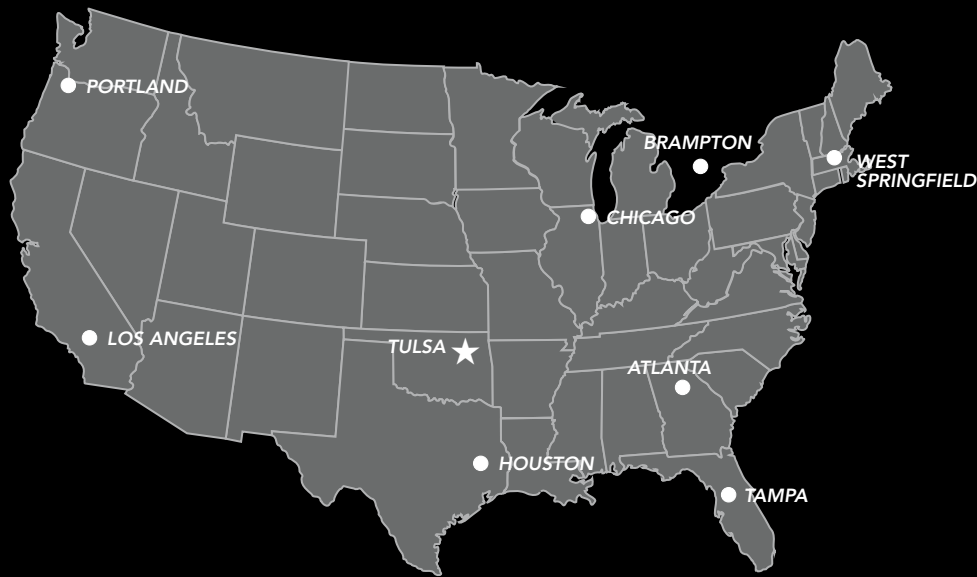 PORTLAND
BRAMPTON
WEST
SPRINGFIELD
CHICAGO
LOS ANGELES
TULSA
ATLANTA
HOUSTON
TAMPA